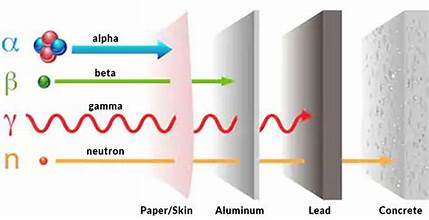 α alpha
β beta
γ gamma
n neutron
Paper/Skin Aluminum Lead Concrete